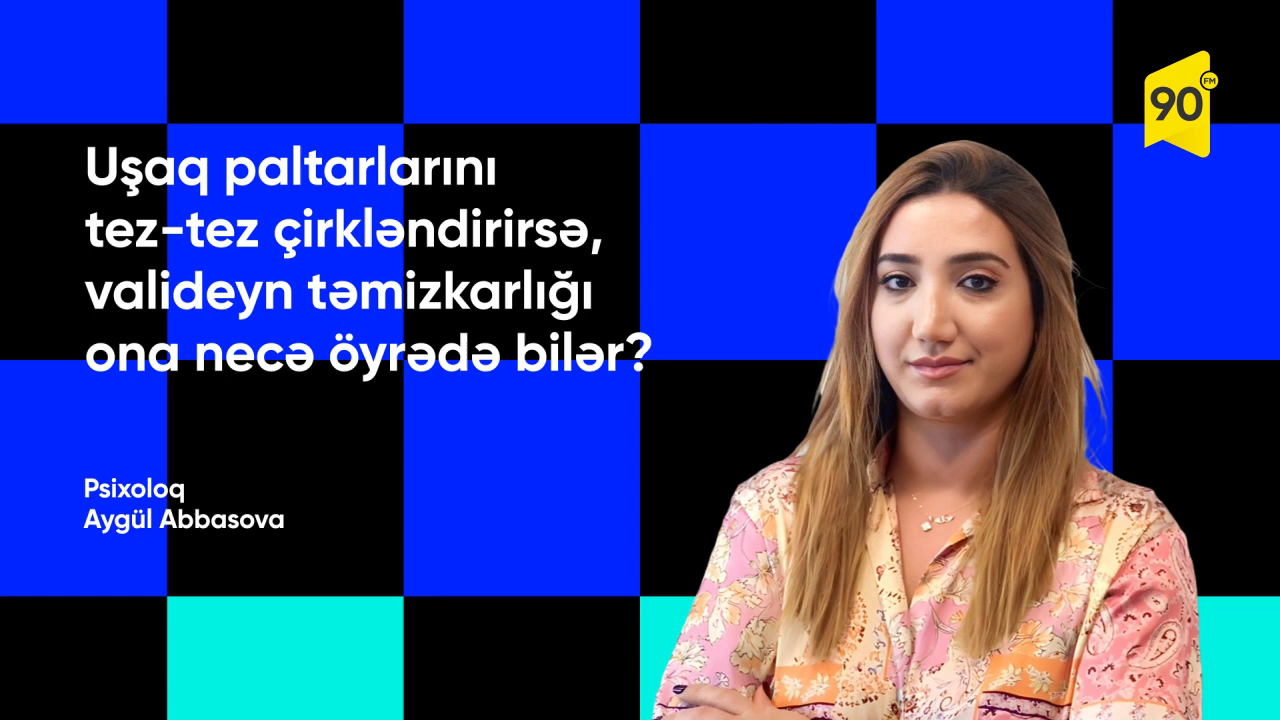 Uşaq paltarlarını
tez-tez çirkləndirirsə,
valideyn təmizkarlığı
ona necə öyrədə bilər?
Psixoloq
Aygül Abbasova
90 FM